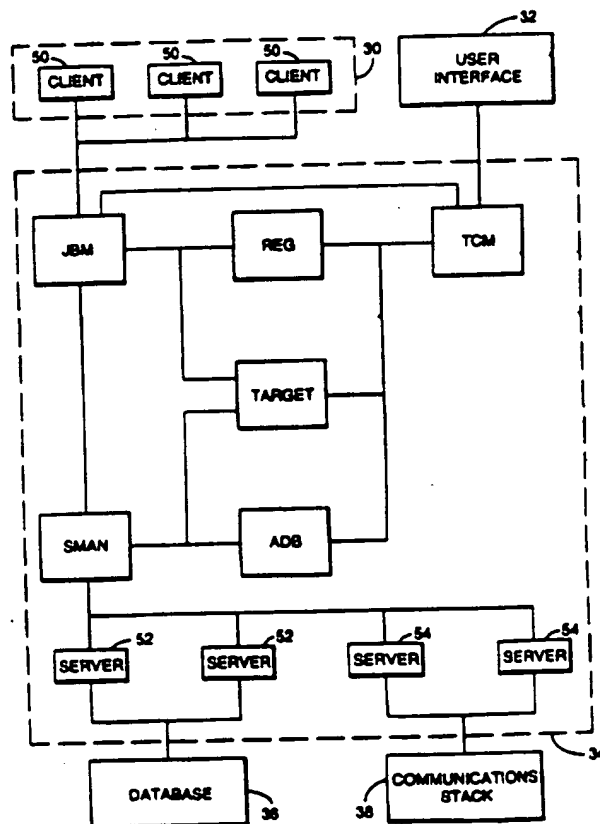 32
50
50
50
30
USER
INTERFACE
CLIENT
CLIENT
CLIENT
JBM
REG
TCM
TARGET
SMAN
ADB
52
52
54
54
SERVER
SERVER
SERVER
SERVER
34
DATABASE
36
38
COMMUNICATIONS
STACK